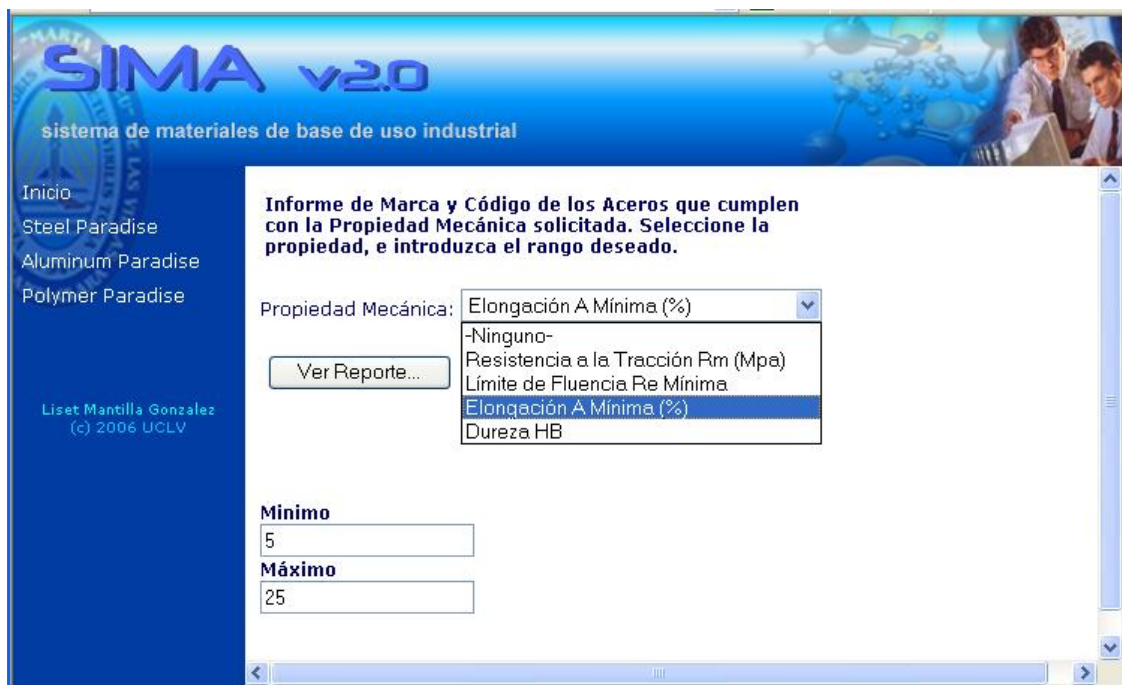 SIMA v2.0
sistema de materiales de base de uso industrial
Inicio
Steel Paradise
Aluminum Paradise
Polymer Paradise
Liset Mantilla Gonzalez
(c) 2006 UCLV
Informe de Marca y Código de los Aceros que cumplen
con la Propiedad Mecánica solicitada. Seleccione la
propiedad, e introduzca el rango deseado.
Propiedad Mecánica: Elongación A Mínima (%)
-Ninguno-
Resistencia a la Tracción Rm (Mpa)
Límite de Fluencia Re Mínima
Elongación A Mínima (%)
Dureza HB
Ver Reporte...
Minimo
5
Máximo
25